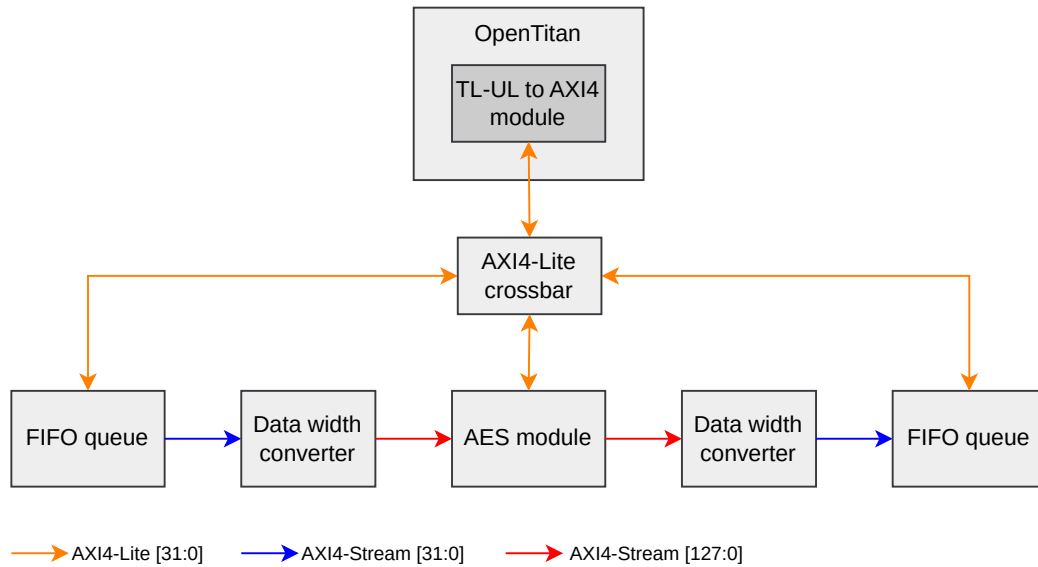 OpenTitan
TL-UL to AXI4
module
AXI4-Lite
crossbar
FIFO queue
Data width
converter
AES module
Data width
converter
FIFO queue
AXI4-Lite [31:0]
AXI4-Stream [31:0]
AXI4-Stream [127:0]